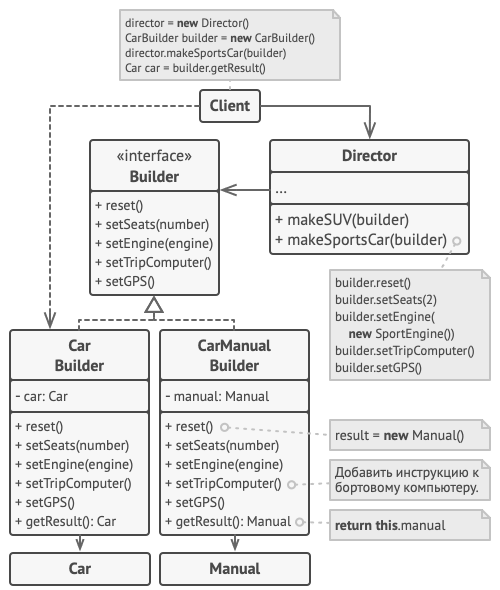 director = new Director()
CarBuilder builder = new CarBuilder()
director.makeSportsCar(builder)
Car car = builder.getResult()
Client
«interface»
Builder
+ reset()
+ setSeats(number)
+ setEngine(engine)
+ setTripComputer()
+ setGPS()
Director
...
+ makeSUV(builder)
+ makeSportsCar(builder)
builder.reset()
builder.setSeats(2)
builder.setEngine(
new SportEngine())
builder.setTripComputer()
builder.setGPS()
Car
Builder
- car: Car
+ reset()
+ setSeats(number)
+ setEngine(engine)
+ setTripComputer()
+ setGPS()
+ getResult(): Car
CarManual
Builder
- manual: Manual
+ reset()
+ setSeats(number)
+ setEngine(engine)
+ setTripComputer()
+ setGPS()
+ getResult(): Manual
result = new Manual()
Добавить инструкцию к
бортовому компьютеру.
return this.manual
Car
Manual